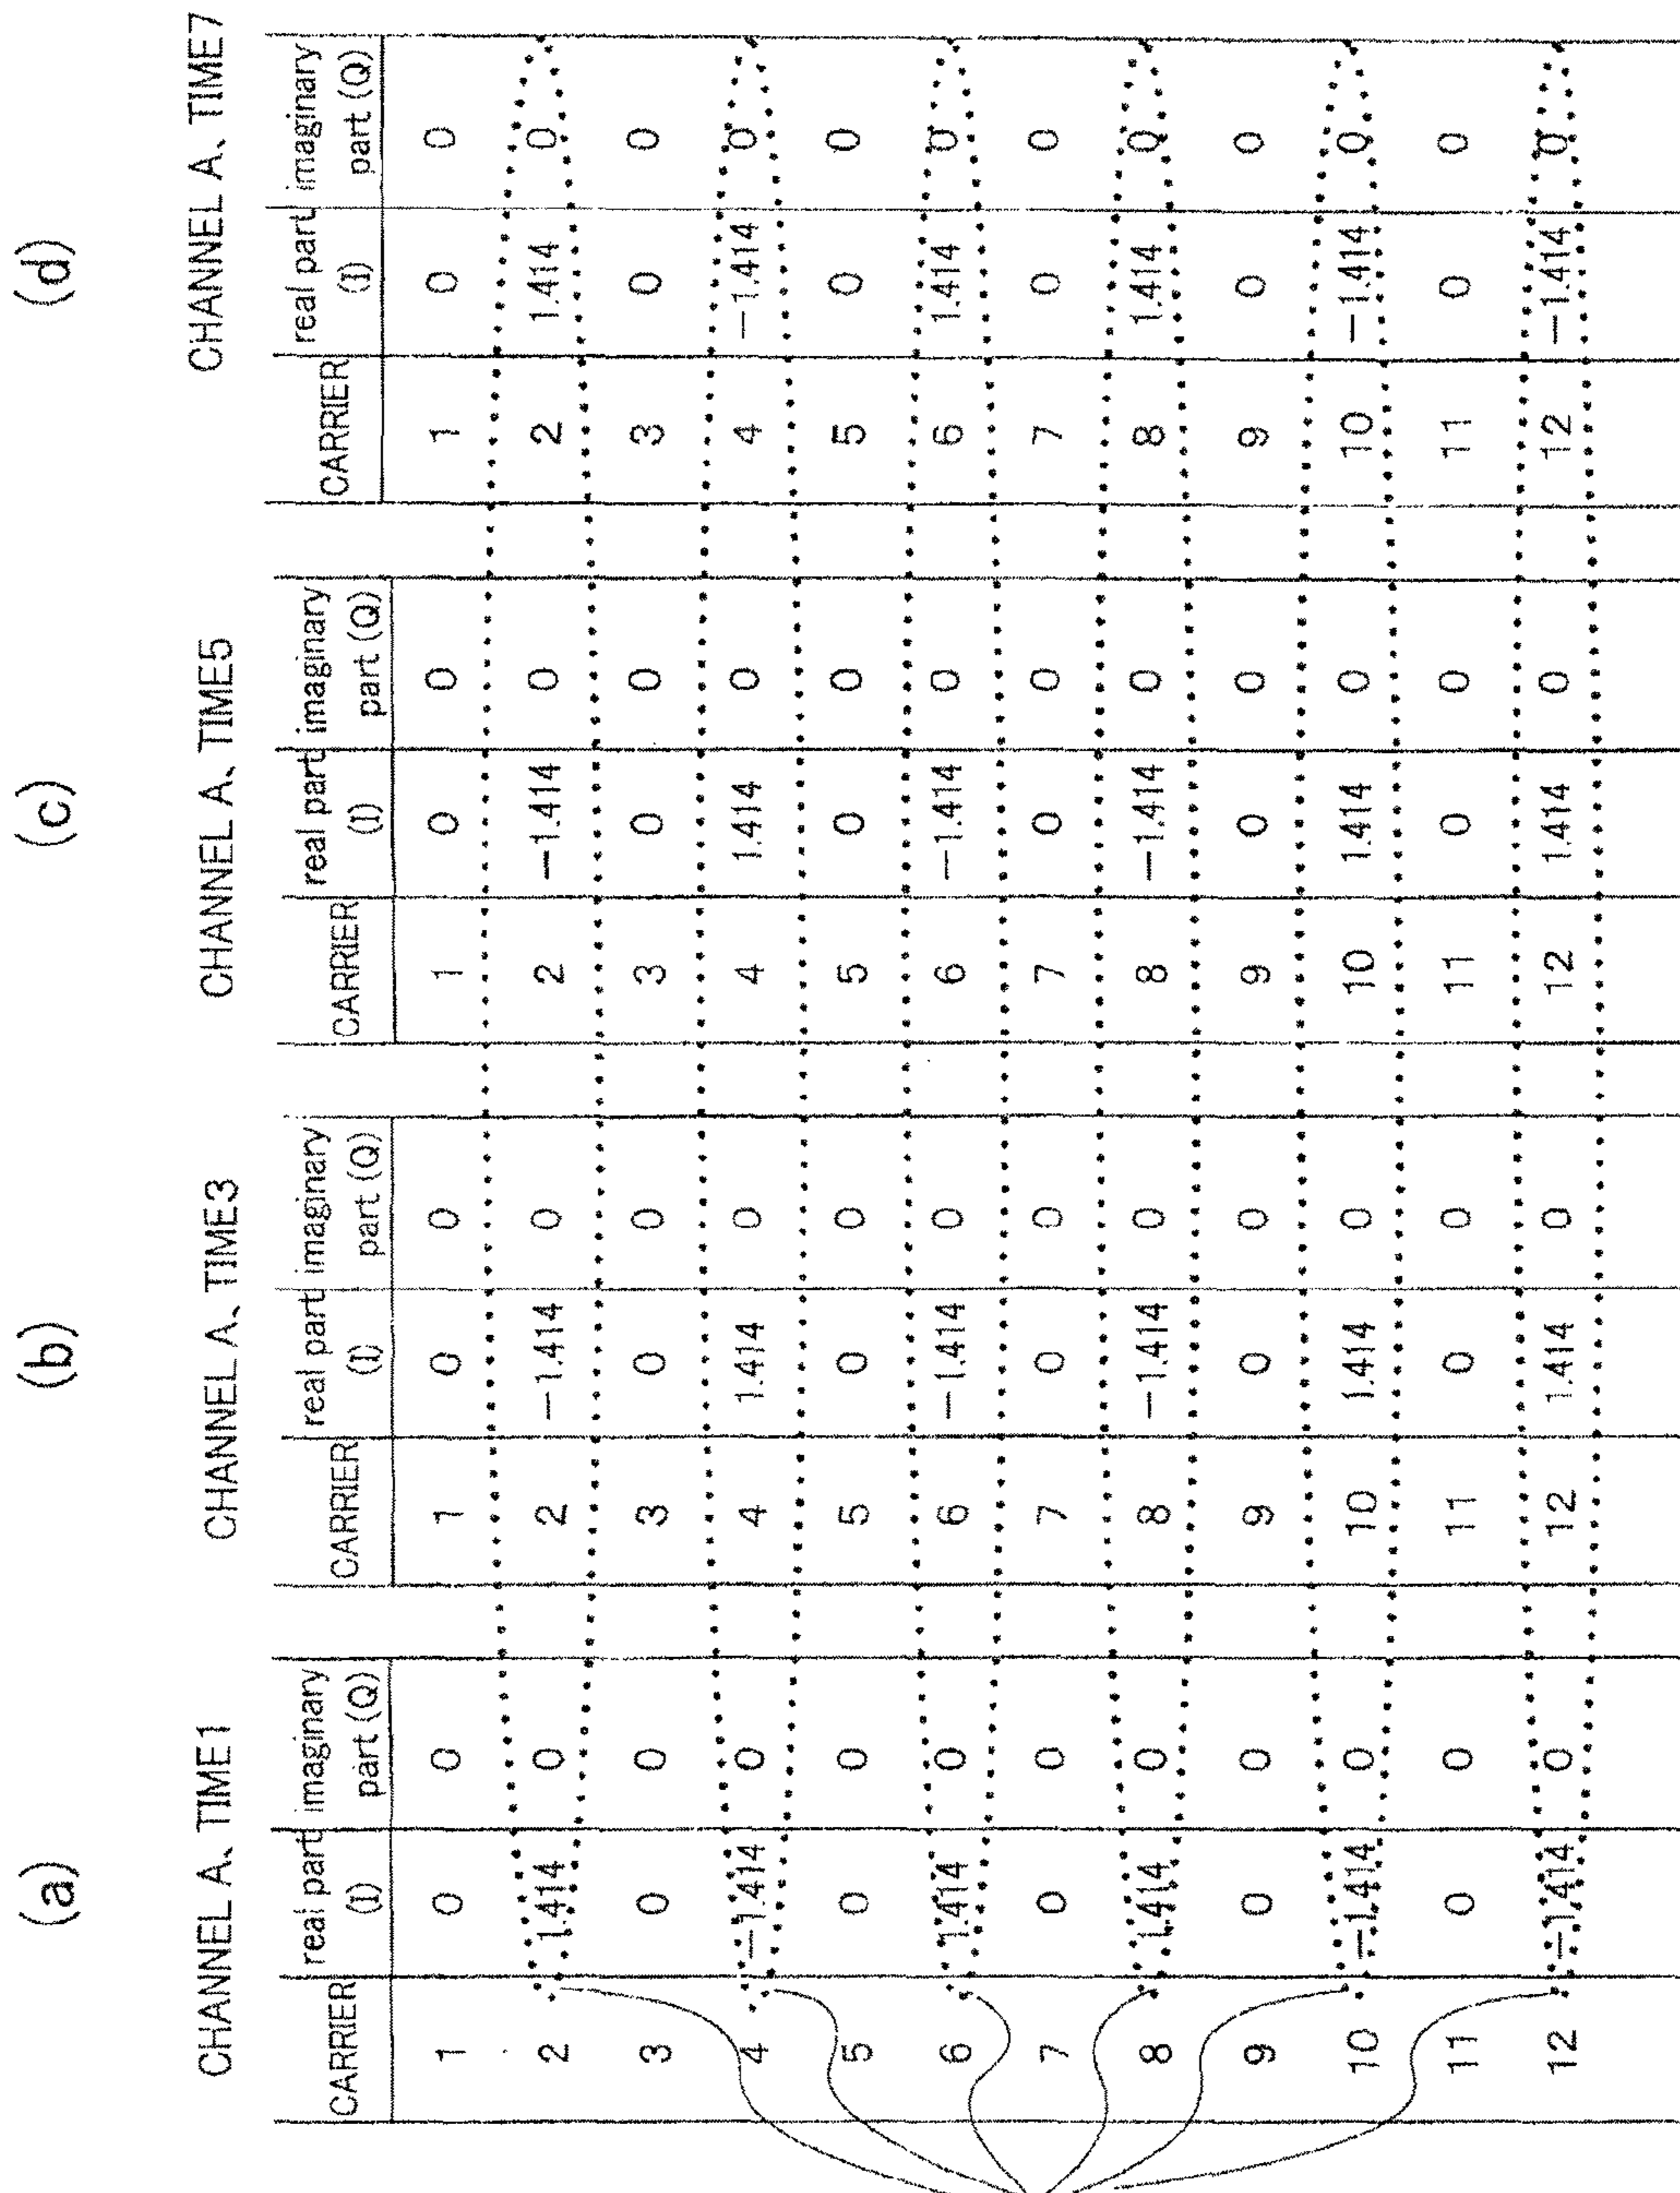 (a)
CHANNEL A、TIME1
CARRIER real part (I) imaginary part (Q)
1 0 0
2 1.414 0
3 0 0
4 −1.414 0
5 0 0
6 1.414 0
7 0 0
8 1.414 0
9 0 0
10 −1.414 0
11 0 0
12 −1.414 0
(b)
CHANNEL A、TIME3
CARRIER real part (I) imaginary part (Q)
1 0 0
2 −1.414 0
3 0 0
4 1.414 0
5 0 0
6 −1.414 0
7 0 0
8 −1.414 0
9 0 0
10 1.414 0
11 0 0
12 1.414 0
(c)
CHANNEL A、TIME5
CARRIER real part (I) imaginary part (Q)
1 0 0
2 −1.414 0
3 0 0
4 1.414 0
5 0 0
6 −1.414 0
7 0 0
8 −1.414 0
9 0 0
10 1.414 0
11 0 0
12 1.414 0
(d)
CHANNEL A、TIME7
CARRIER real part (I) imaginary part (Q)
1 0 0
2 1.414 0
3 0 0
4 −1.414 0
5 0 0
6 1.414 0
7 0 0
8 1.414 0
9 0 0
10 −1.414 0
11 0 0
12 −1.414 0